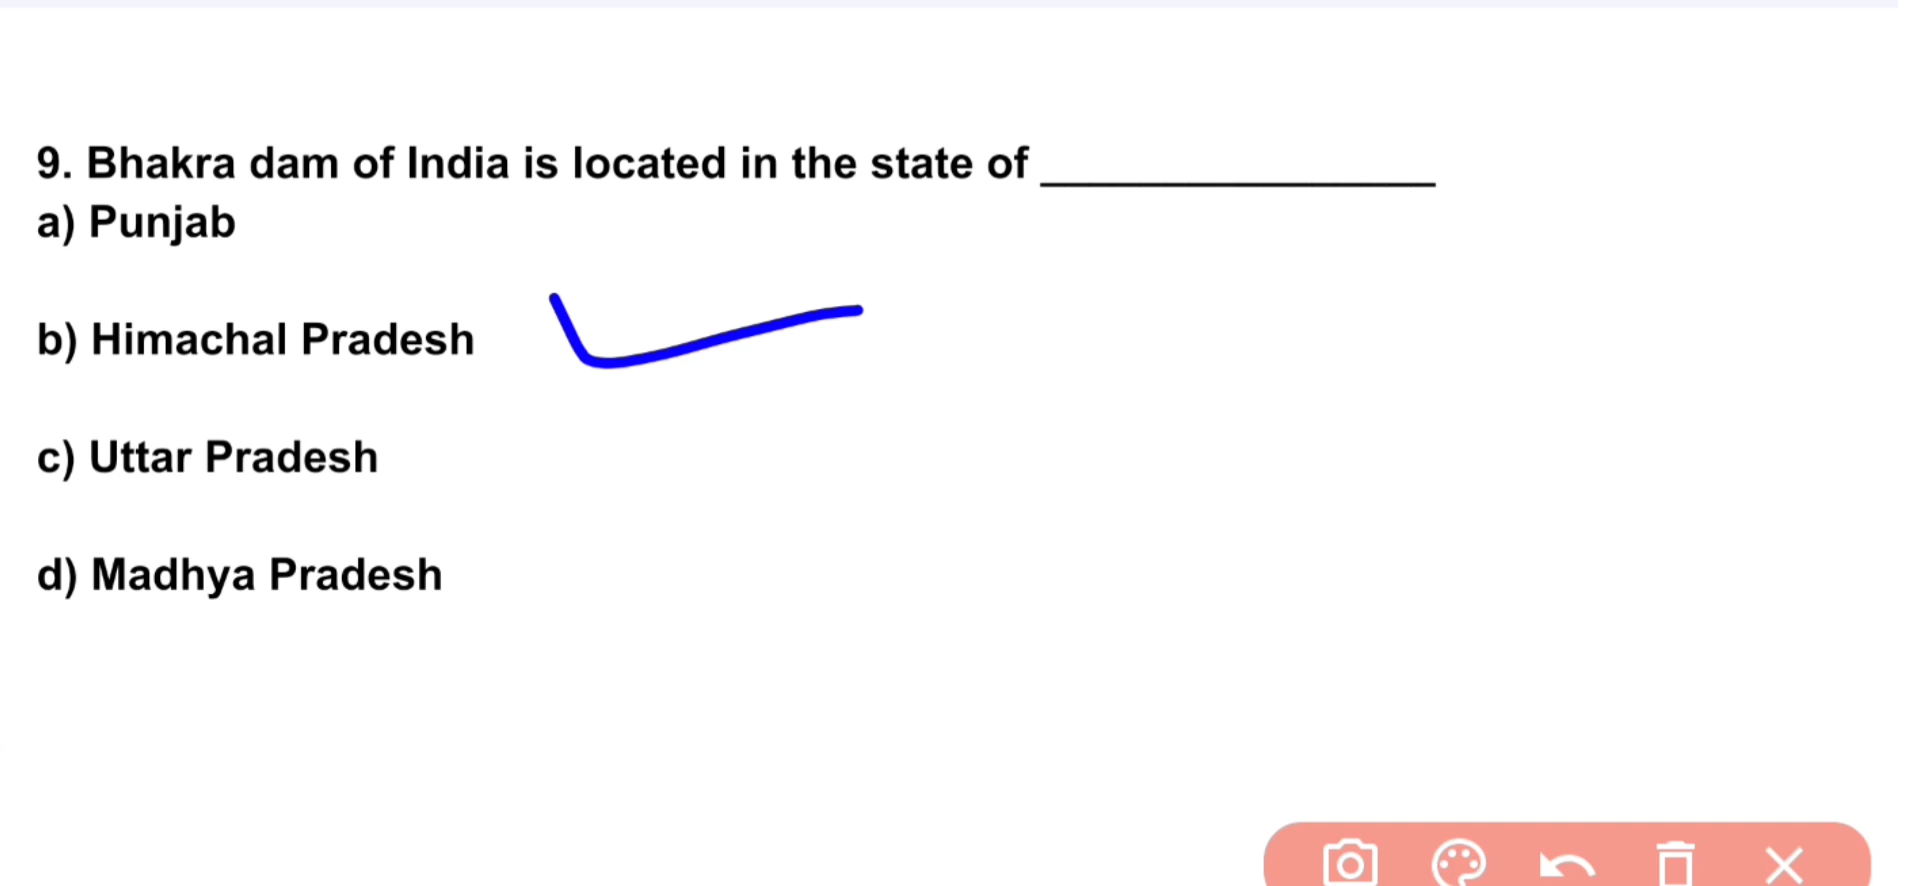 9. Bhakra dam of India is located in the state of ________________
a) Punjab
b) Himachal Pradesh
c) Uttar Pradesh
d) Madhya Pradesh